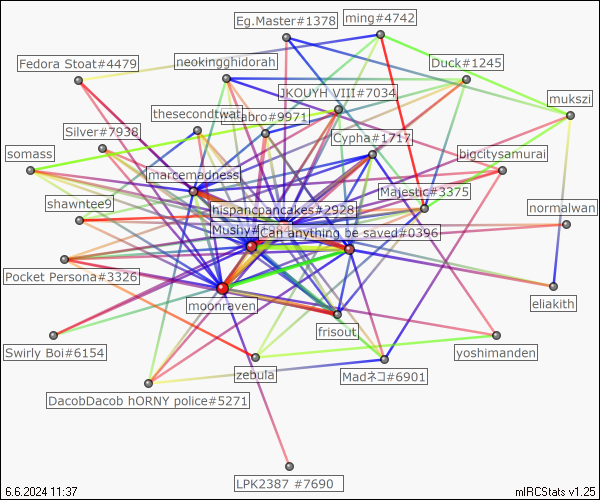 Eg.Master#1378
ming#4742
Fedora Stoat#4479
neokingghidorah
Duck#1245
JKOUYH VIII#7034
mukszi
thesecondtwat
abro#9971
Silver#7938
Cypha#1717
somass
bigcitysamurai
marcemadness
Majestic#3375
shawntee9
hispancpancakes#2928
normalwan
Mushy#
Can anything be saved#0396
Pocket Persona#3326
eliakith
moonraven
frisout
Swirly Boi#6154
yoshimanden
zebula
Madネコ#6901
DacobDacob hORNY police#5271
LPK2387 #7690
6.6.2024 11:37
mIRCStats v1.25